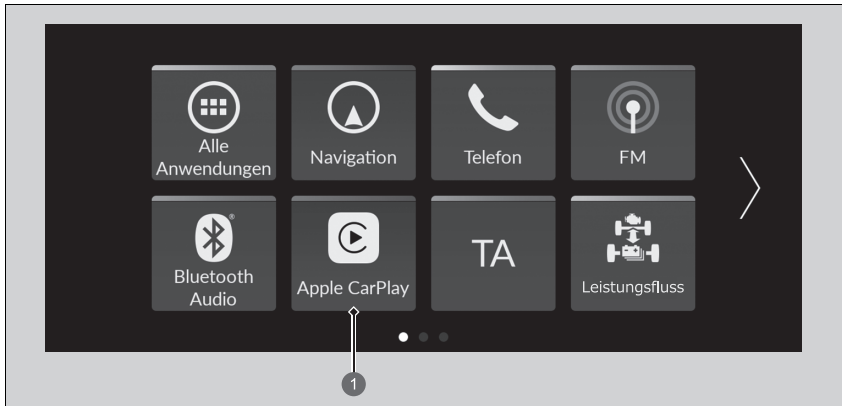 Alle
Anwendungen
Navigation
Telefon
FM
Bluetooth
Audio
®
Apple CarPlay
TA
Leistungsfluss
1